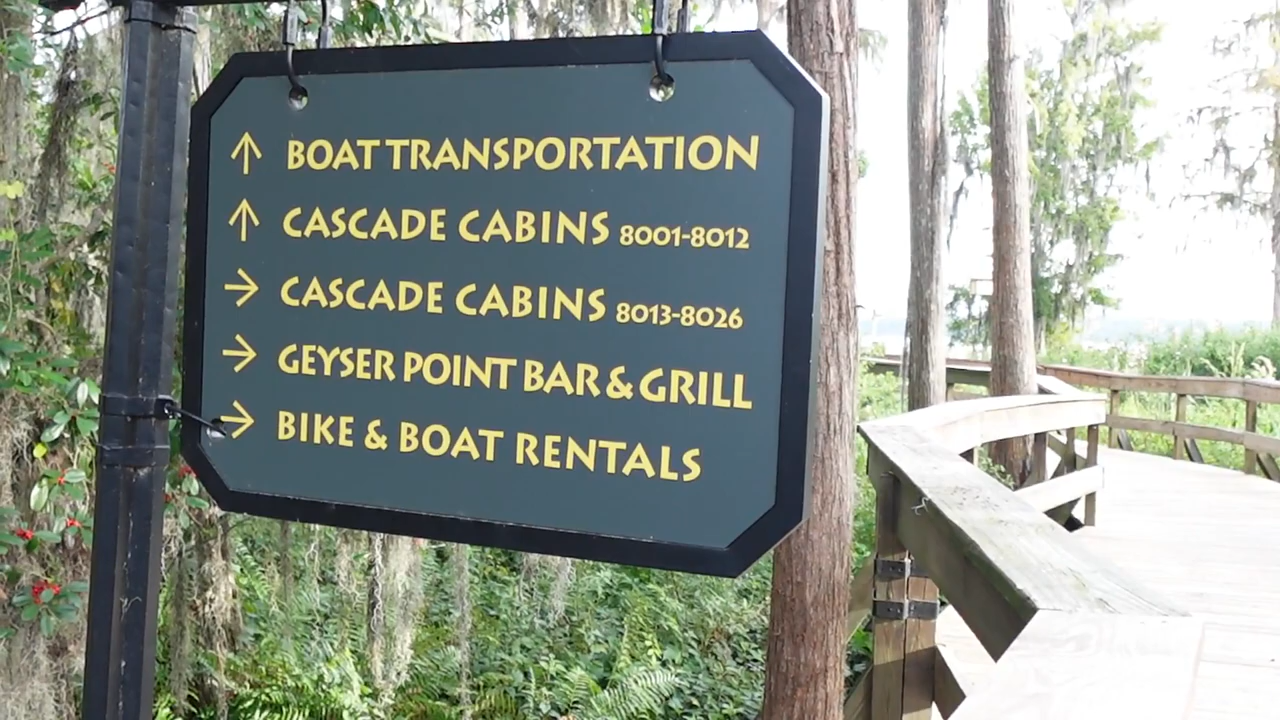 ↑ BOAT TRANSPORTATION
↑ CASCADE CABINS 8001-8012
→ CASCADE CABINS 8013-8026
→ GEYSER POINT BAR & GRILL
→ BIKE & BOAT RENTALS